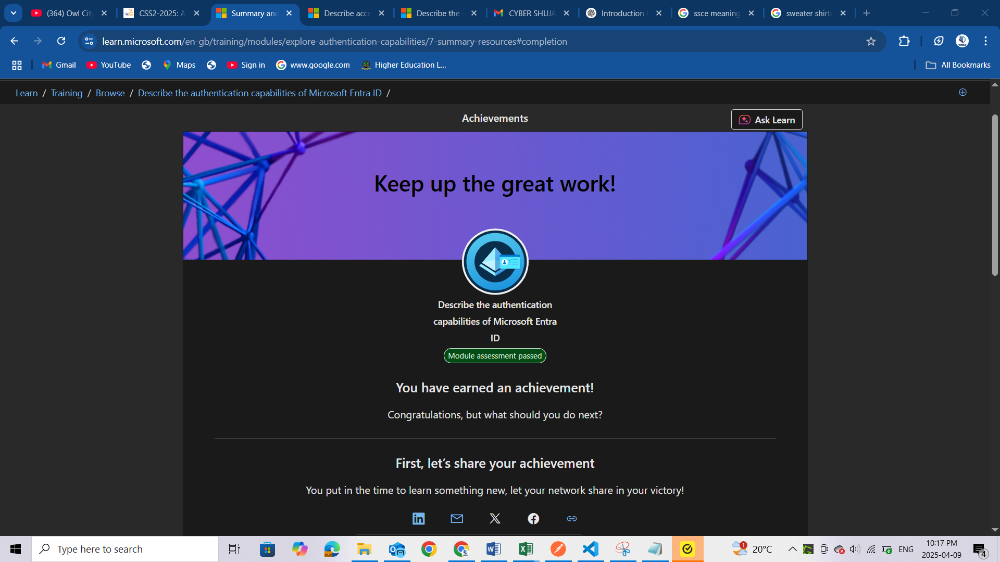 (364) Owl City
CSS2-2025: A
Summary and
Describe acce
Describe the
CYBER SHUJA
Introduction
ssce meaning
sweater shirts
learn.microsoft.com/en-gb/training/modules/explore-authentication-capabilities/7-summary-resources#completion
Gmail
YouTube
Maps
Sign in
www.google.com
Higher Education L...
All Bookmarks
Learn / Training / Browse / Describe the authentication capabilities of Microsoft Entra ID /
Achievements
Ask Learn
Keep up the great work!
Describe the authentication
capabilities of Microsoft Entra
ID
Module assessment passed
You have earned an achievement!
Congratulations, but what should you do next?
First, let's share your achievement
You put in the time to learn something new, let your network share in your victory!
Type here to search
1
20°C
ENG
10:17 PM
2025-04-09
4